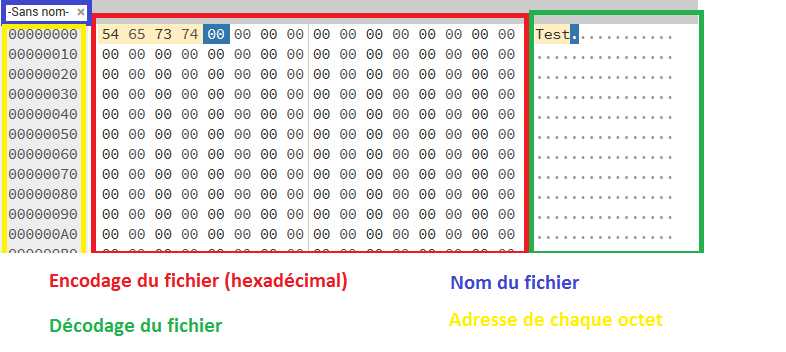 -Sans nom- ×
00000000 54 65 73 74 00 00 00 00 00 00 00 00 00 00 00 00 Test............
00000010 00 00 00 00 00 00 00 00 00 00 00 00 00 00 00 00 ................
00000020 00 00 00 00 00 00 00 00 00 00 00 00 00 00 00 00 ................
00000030 00 00 00 00 00 00 00 00 00 00 00 00 00 00 00 00 ................
00000040 00 00 00 00 00 00 00 00 00 00 00 00 00 00 00 00 ................
00000050 00 00 00 00 00 00 00 00 00 00 00 00 00 00 00 00 ................
00000060 00 00 00 00 00 00 00 00 00 00 00 00 00 00 00 00 ................
00000070 00 00 00 00 00 00 00 00 00 00 00 00 00 00 00 00 ................
00000080 00 00 00 00 00 00 00 00 00 00 00 00 00 00 00 00 ................
00000090 00 00 00 00 00 00 00 00 00 00 00 00 00 00 00 00 ................
000000A0 00 00 00 00 00 00 00 00 00 00 00 00 00 00 00 00 ................
Encodage du fichier (hexadécimal)
Nom du fichier
Décodage du fichier
Adresse de chaque octet